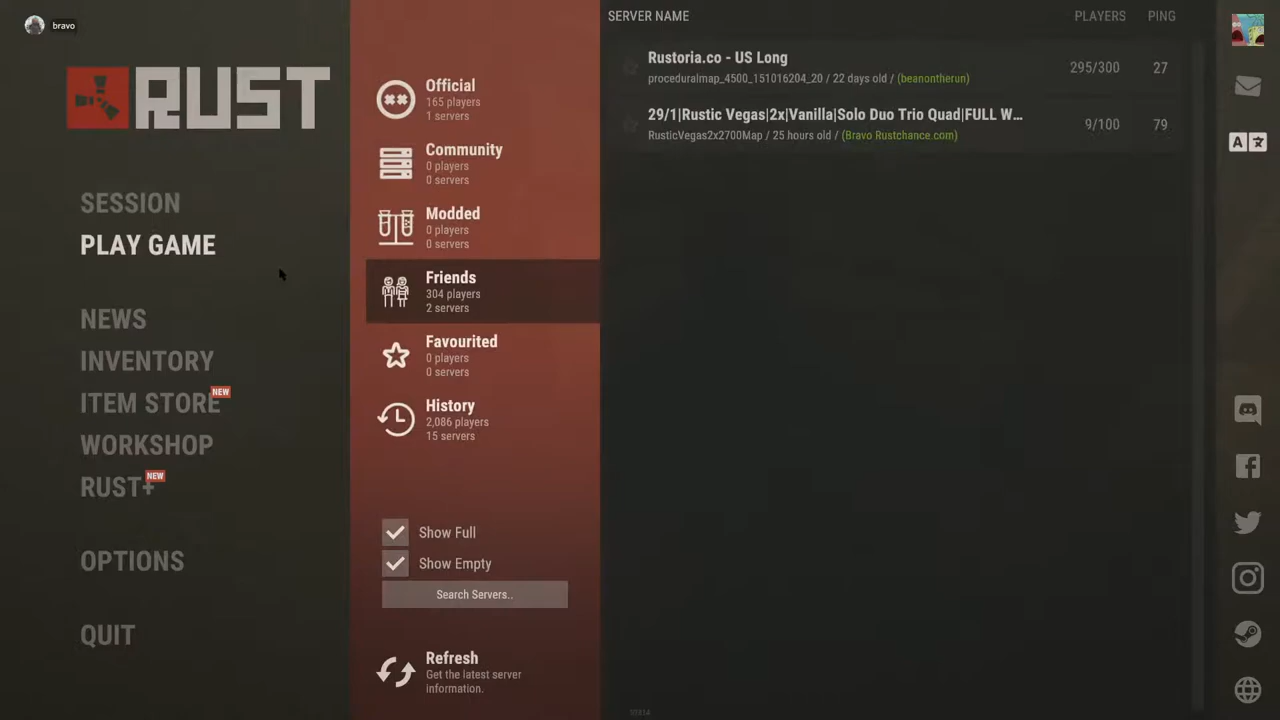 bravo
RUST
SESSION
PLAY GAME
NEWS
INVENTORY
ITEM STORE NEW
WORKSHOP
RUST+ NEW
OPTIONS
QUIT
Official
165 players
1 servers
Community
0 players
0 servers
Modded
0 players
0 servers
Friends
304 players
2 servers
Favourited
0 players
0 servers
History
2,086 players
15 servers
Show Full
Show Empty
Search Servers..
Refresh
Get the latest server
information.
SERVER NAME PLAYERS PING
Rustoria.co - US Long
proceduralmap_4500_151016204_20 / 22 days old / (beanontherun)
295/300 27
29/1|Rustic Vegas|2x|Vanilla|Solo Duo Trio Quad|FULL W...
RusticVegas2x2700Map / 25 hours old / (Bravo Rustchance.com)
9/100 79
A